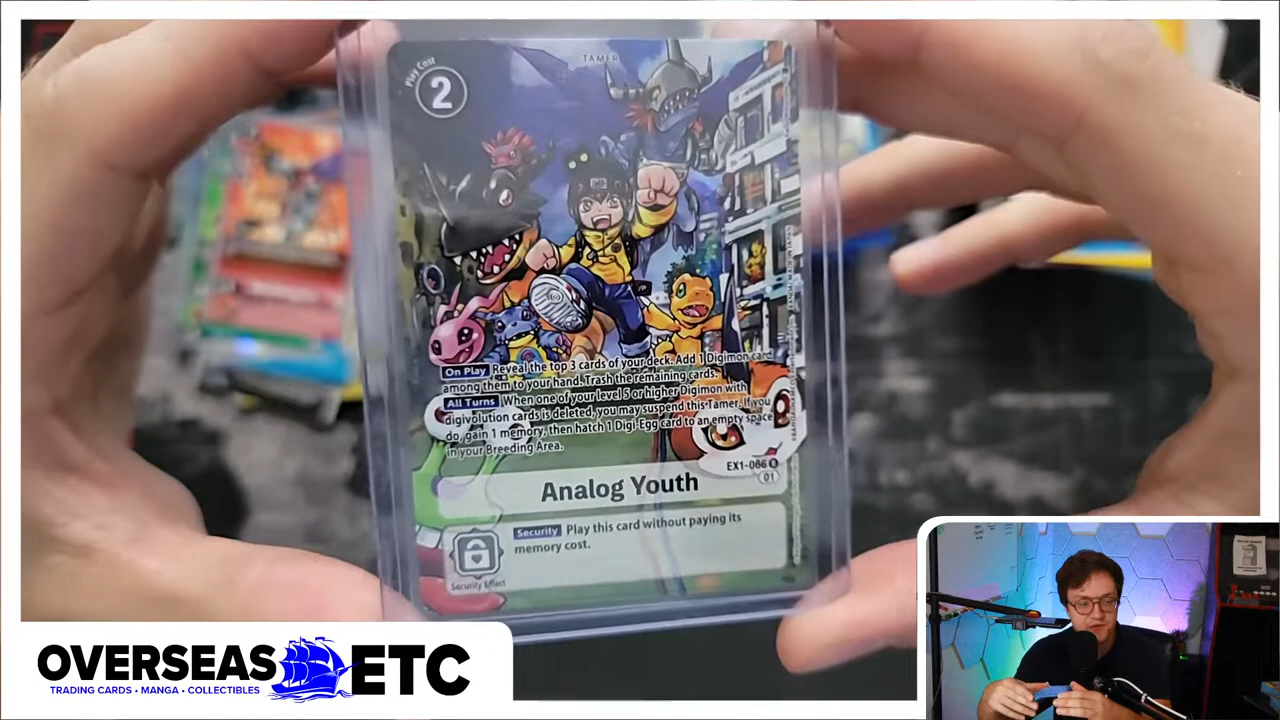 TAMER
Play Cost
2
On Play Reveal the top 3 cards of your deck. Add 1 Digimon card
among them to your hand. Trash the remaining cards.
All Turns When one of your level 5 or higher Digimon with
digivolution cards is deleted, you may suspend this Tamer. If you
do, gain 1 memory, then hatch 1 Digi-Egg card to an empty space
in your Breeding Area.
EX1-066 R
01
Analog Youth
Security Play this card without paying its
memory cost.
Security Effect
OVERSEAS ETC
TRADING CARDS • MANGA • COLLECTIBLES